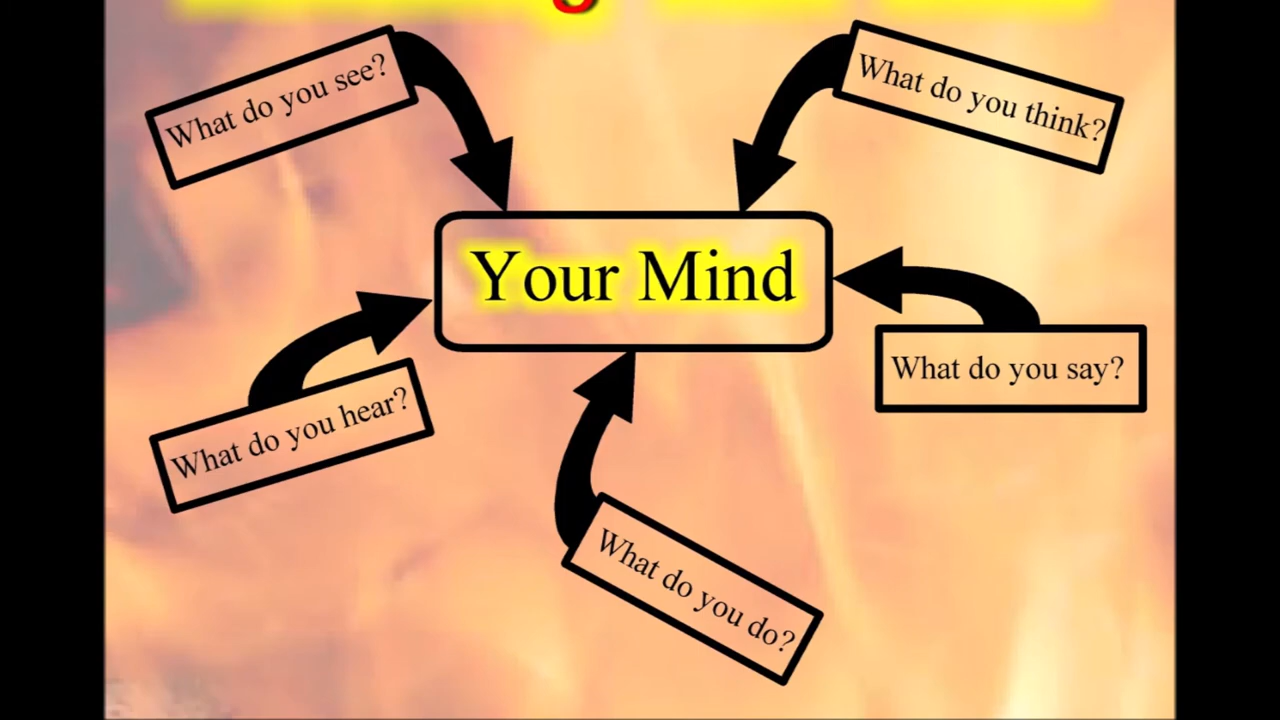 What do you see?
What do you think?
Your Mind
What do you say?
What do you hear?
What do you do?